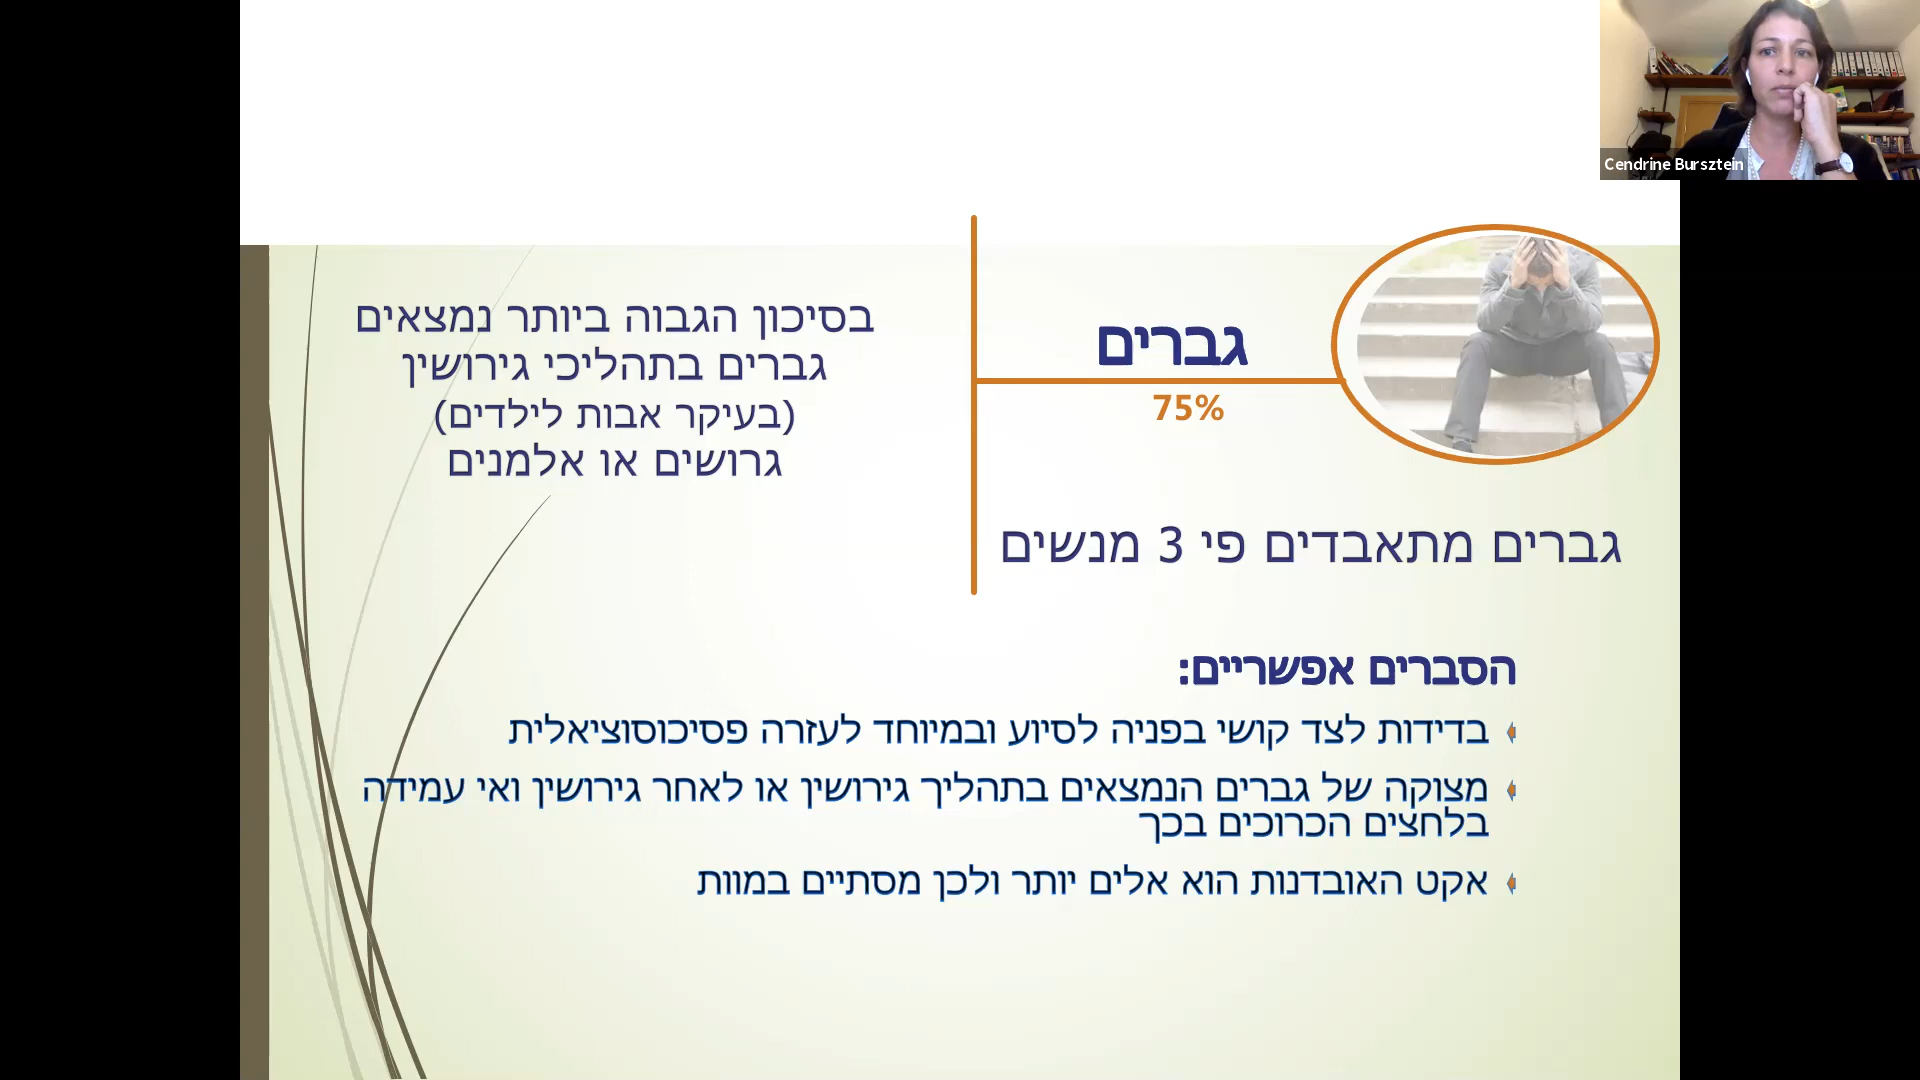 Cendrine Bursztein
גברים
75%
גברים מתאבדים פי 3 מנשים
בסיכון הגבוה ביותר נמצאים
גברים בתהליכי גירושין
(בעיקר אבות לילדים)
גרושים או אלמנים
הסברים אפשריים:
בדידות לצד קושי בפניה לסיוע ובמיוחד לעזרה פסיכוסוציאלית
מצוקה של גברים הנמצאים בתהליך גירושין או לאחר גירושין ואי עמידה
בלחצים הכרוכים בכך
אקט האובדנות הוא אלים יותר ולכן מסתיים במוות